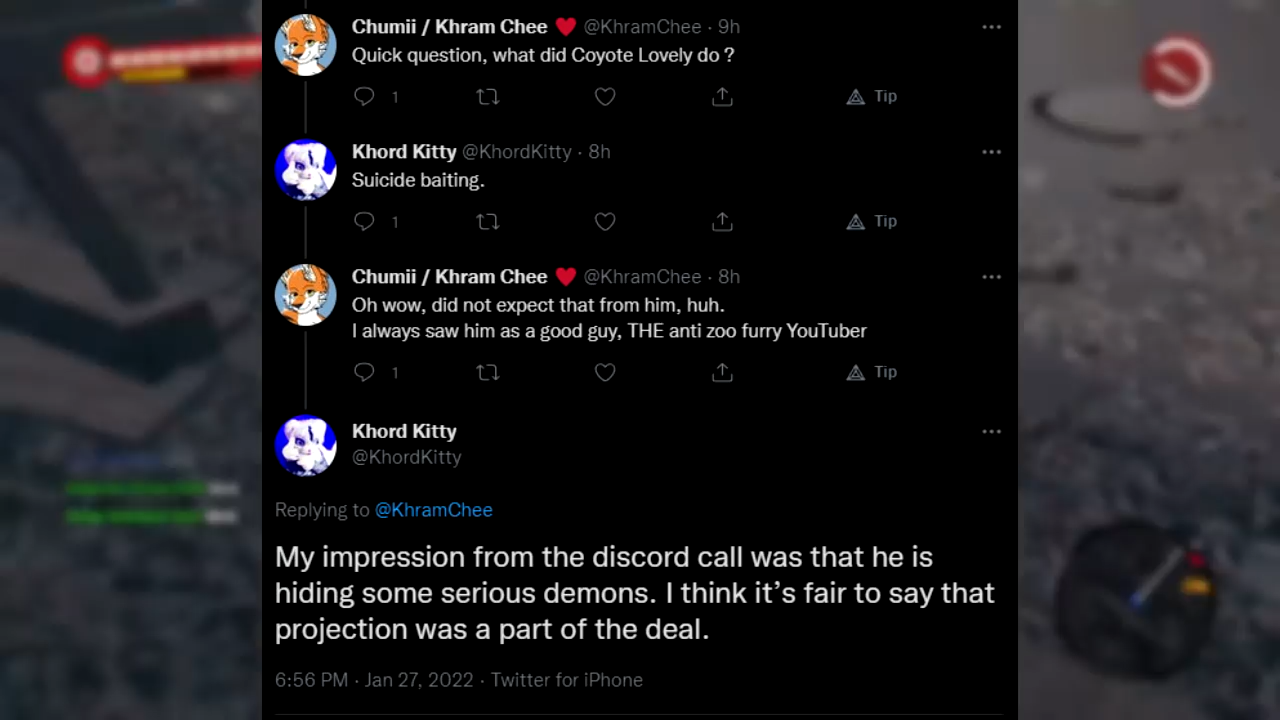 Chumii / Khram Chee ❤️ @KhramChee · 9h
Quick question, what did Coyote Lovely do ?
1
Tip
Khord Kitty @KhordKitty · 8h
Suicide baiting.
1
Tip
Chumii / Khram Chee ❤️ @KhramChee · 8h
Oh wow, did not expect that from him, huh.
I always saw him as a good guy, THE anti zoo furry YouTuber
1
Tip
Khord Kitty
@KhordKitty
Replying to @KhramChee
My impression from the discord call was that he is
hiding some serious demons. I think it’s fair to say that
projection was a part of the deal.
6:56 PM · Jan 27, 2022 · Twitter for iPhone